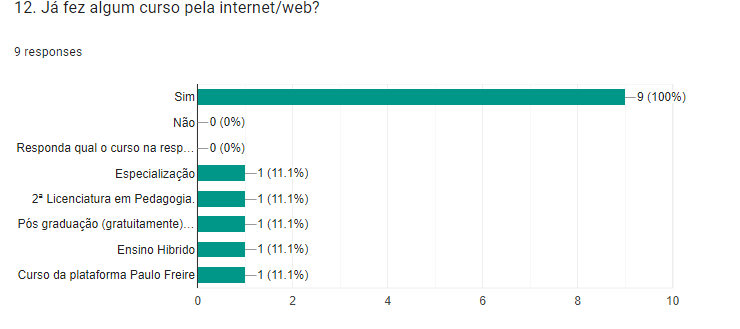 12. Já fez algum curso pela internet/web?
9 responses
Sim 9 (100%)
Não 0 (0%)
Responda qual o curso na resp... 0 (0%)
Especialização 1 (11.1%)
2ª Licenciatura em Pedagogia. 1 (11.1%)
Pós graduação (gratuitamente)... 1 (11.1%)
Ensino Hibrido 1 (11.1%)
Curso da plataforma Paulo Freire 1 (11.1%)
0 2 4 6 8 10